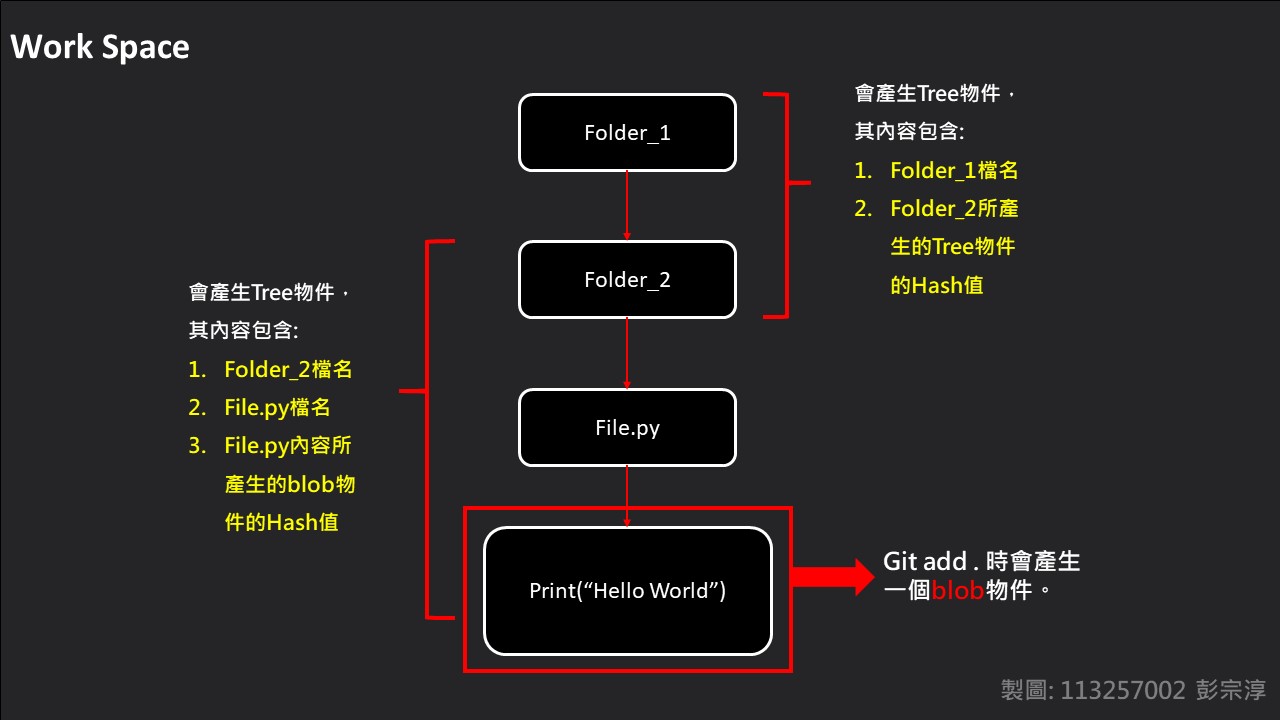 Work Space
Folder_1
會產生Tree物件，
其內容包含:
1. Folder_1檔名
2. Folder_2所產
生的Tree物件
的Hash值
Folder_2
會產生Tree物件，
其內容包含:
1. Folder_2檔名
2. File.py檔名
3. File.py內容所
產生的blob物
件的Hash值
File.py
Print(“Hello World”)
Git add . 時會產生
一個blob物件。
製圖: 113257002 彭宗淳